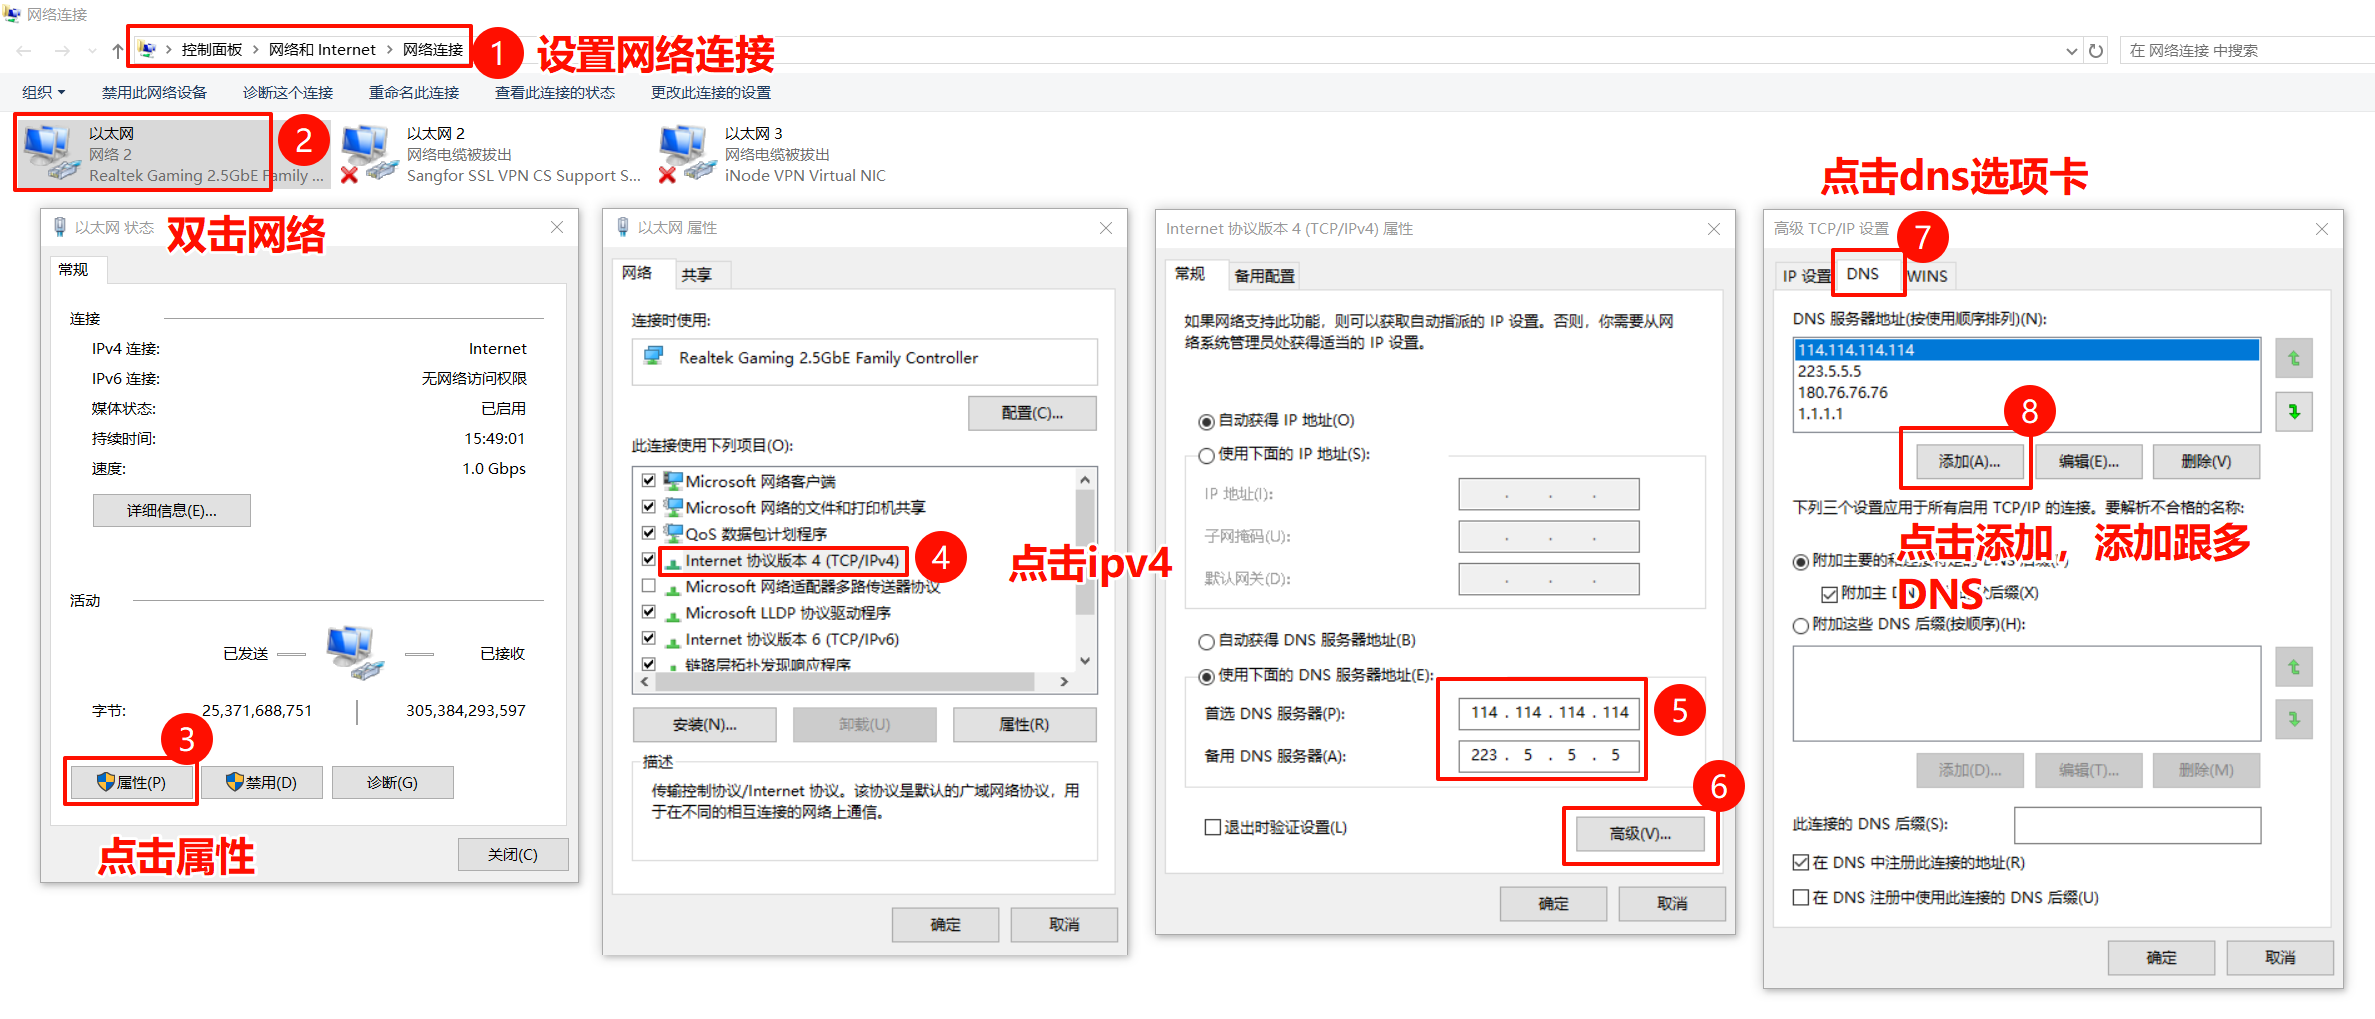 网络连接
控制面板 网络和 Internet 网络连接
1 设置网络连接
在 网络连接 中搜索
组织 禁用此网络设备 诊断这个连接 重命名此连接 查看此连接的状态 更改此连接的设置
以太网
网络 2
Realtek Gaming 2.5GbE Family ...
2
以太网 2
网络电缆被拔出
Sangfor SSL VPN CS Support S...
以太网 3
网络电缆被拔出
iNode VPN Virtual NIC
以太网 状态
双击网络
常规
连接
IPv4 连接: Internet
IPv6 连接: 无网络访问权限
媒体状态: 已启用
持续时间: 15:49:01
速度: 1.0 Gbps
详细信息(E)...
活动
已发送 已接收
字节: 25,371,688,751 305,384,293,597
3
属性(P) 禁用(D) 诊断(G)
点击属性
关闭(C)
以太网 属性
网络 共享
连接时使用:
Realtek Gaming 2.5GbE Family Controller
配置(C)...
此连接使用下列项目(O):
Microsoft 网络客户端
Microsoft 网络的文件和打印机共享
QoS 数据包计划程序
Internet 协议版本 4 (TCP/IPv4)
4
点击ipv4
Microsoft 网络适配器多路传送器协议
Microsoft LLDP 协议驱动程序
Internet 协议版本 6 (TCP/IPv6)
链路层拓扑发现响应程序
安装(N)... 卸载(U) 属性(R)
描述
传输控制协议/Internet 协议。该协议是默认的广域网络协议，用
于在不同的相互连接的网络上通信。
确定 取消
Internet 协议版本 4 (TCP/IPv4) 属性
常规 备用配置
如果网络支持此功能，则可以获取自动指派的 IP 设置。否则，你需要从网
络系统管理员处获得适当的 IP 设置。
自动获得 IP 地址(O)
使用下面的 IP 地址(S):
IP 地址(I): . . .
子网掩码(U): . . .
默认网关(D): . . .
自动获得 DNS 服务器地址(B)
使用下面的 DNS 服务器地址(E):
首选 DNS 服务器(P): 114 . 114 . 114 . 114
5
备用 DNS 服务器(A): 223 . 5 . 5 . 5
6
退出时验证设置(L)
高级(V)...
确定 取消
点击dns选项卡
高级 TCP/IP 设置
7
IP 设置 DNS WINS
DNS 服务器地址(按使用顺序排列)(N):
114.114.114.114
223.5.5.5
180.76.76.76
1.1.1.1
8
添加(A)... 编辑(E)... 删除(V)
下列三个设置应用于所有启用 TCP/IP 的连接。要解析不合格的名称:
点击添加，添加跟多
DNS
附加主要的和连接特定的 DNS 后缀(P)
附加主 DNS 后缀(X)
附加这些 DNS 后缀(按顺序)(H):
添加(D)... 编辑(T)... 删除(M)
此连接的 DNS 后缀(S):
在 DNS 中注册此连接的地址(R)
在 DNS 注册中使用此连接的 DNS 后缀(U)
确定 取消